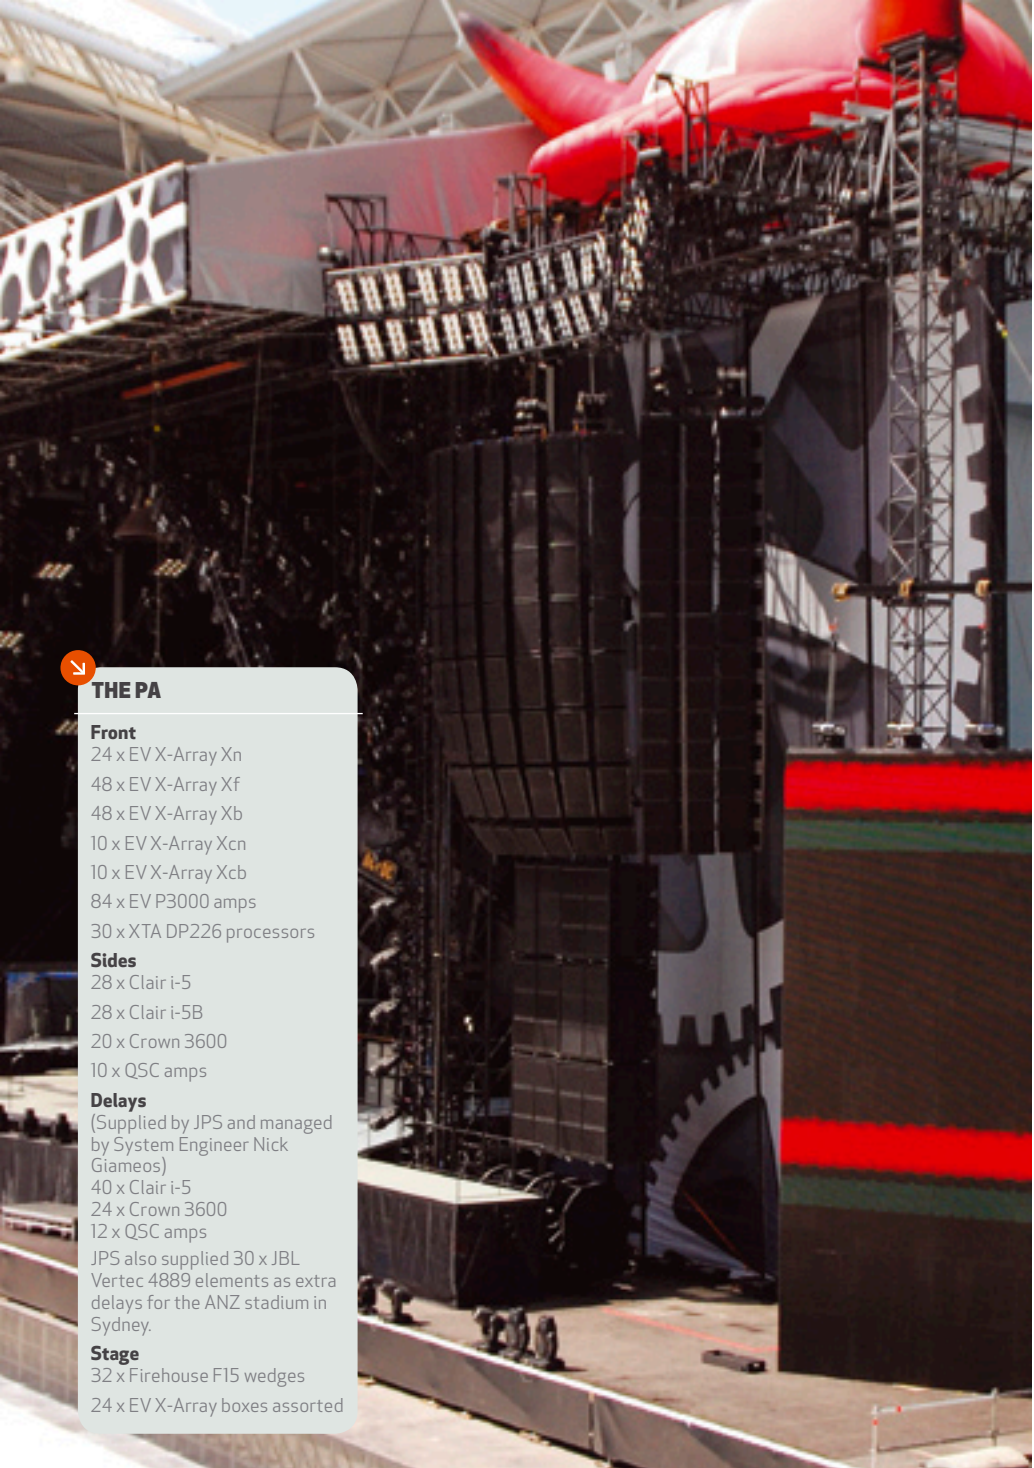 THE PA
Front
24 x EV X-Array Xn
48 x EV X-Array Xf
48 x EV X-Array Xb
10 x EV X-Array Xcn
10 x EV X-Array Xcb
84 x EV P3000 amps
30 x XTA DP226 processors
Sides
28 x Clair i-5
28 x Clair i-5B
20 x Crown 3600
10 x QSC amps
Delays
(Supplied by JPS and managed
by System Engineer Nick
Giameos)
40 x Clair i-5
24 x Crown 3600
12 x QSC amps
JPS also supplied 30 x JBL
Vertec 4889 elements as extra
delays for the ANZ stadium in
Sydney.
Stage
32 x Firehouse F15 wedges
24 x EV X-Array boxes assorted
AC DC